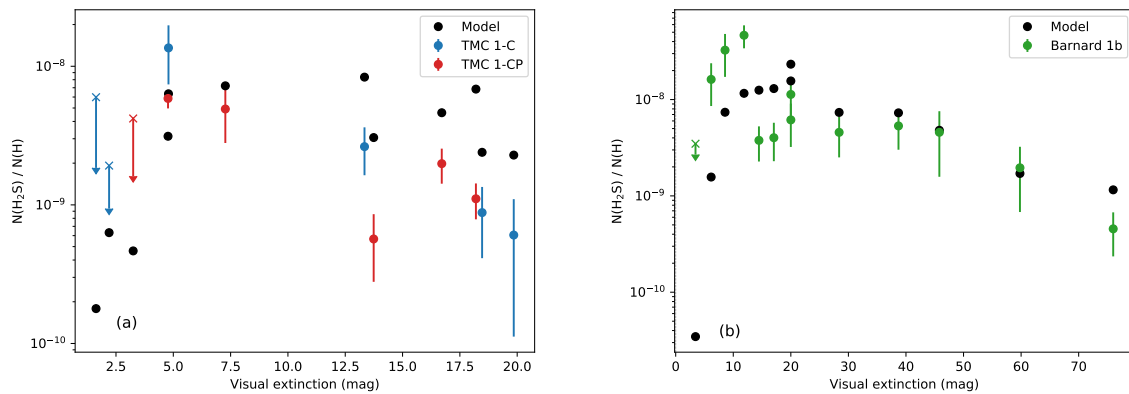 10⁻⁸
10⁻⁹
10⁻¹⁰
N(H₂S) / N(H)
Model
TMC 1-C
TMC 1-CP
(a)
2.5 5.0 7.5 10.0 12.5 15.0 17.5 20.0
Visual extinction (mag)
10⁻⁸
10⁻⁹
10⁻¹⁰
N(H₂S) / N(H)
Model
Barnard 1b
(b)
0 10 20 30 40 50 60 70
Visual extinction (mag)